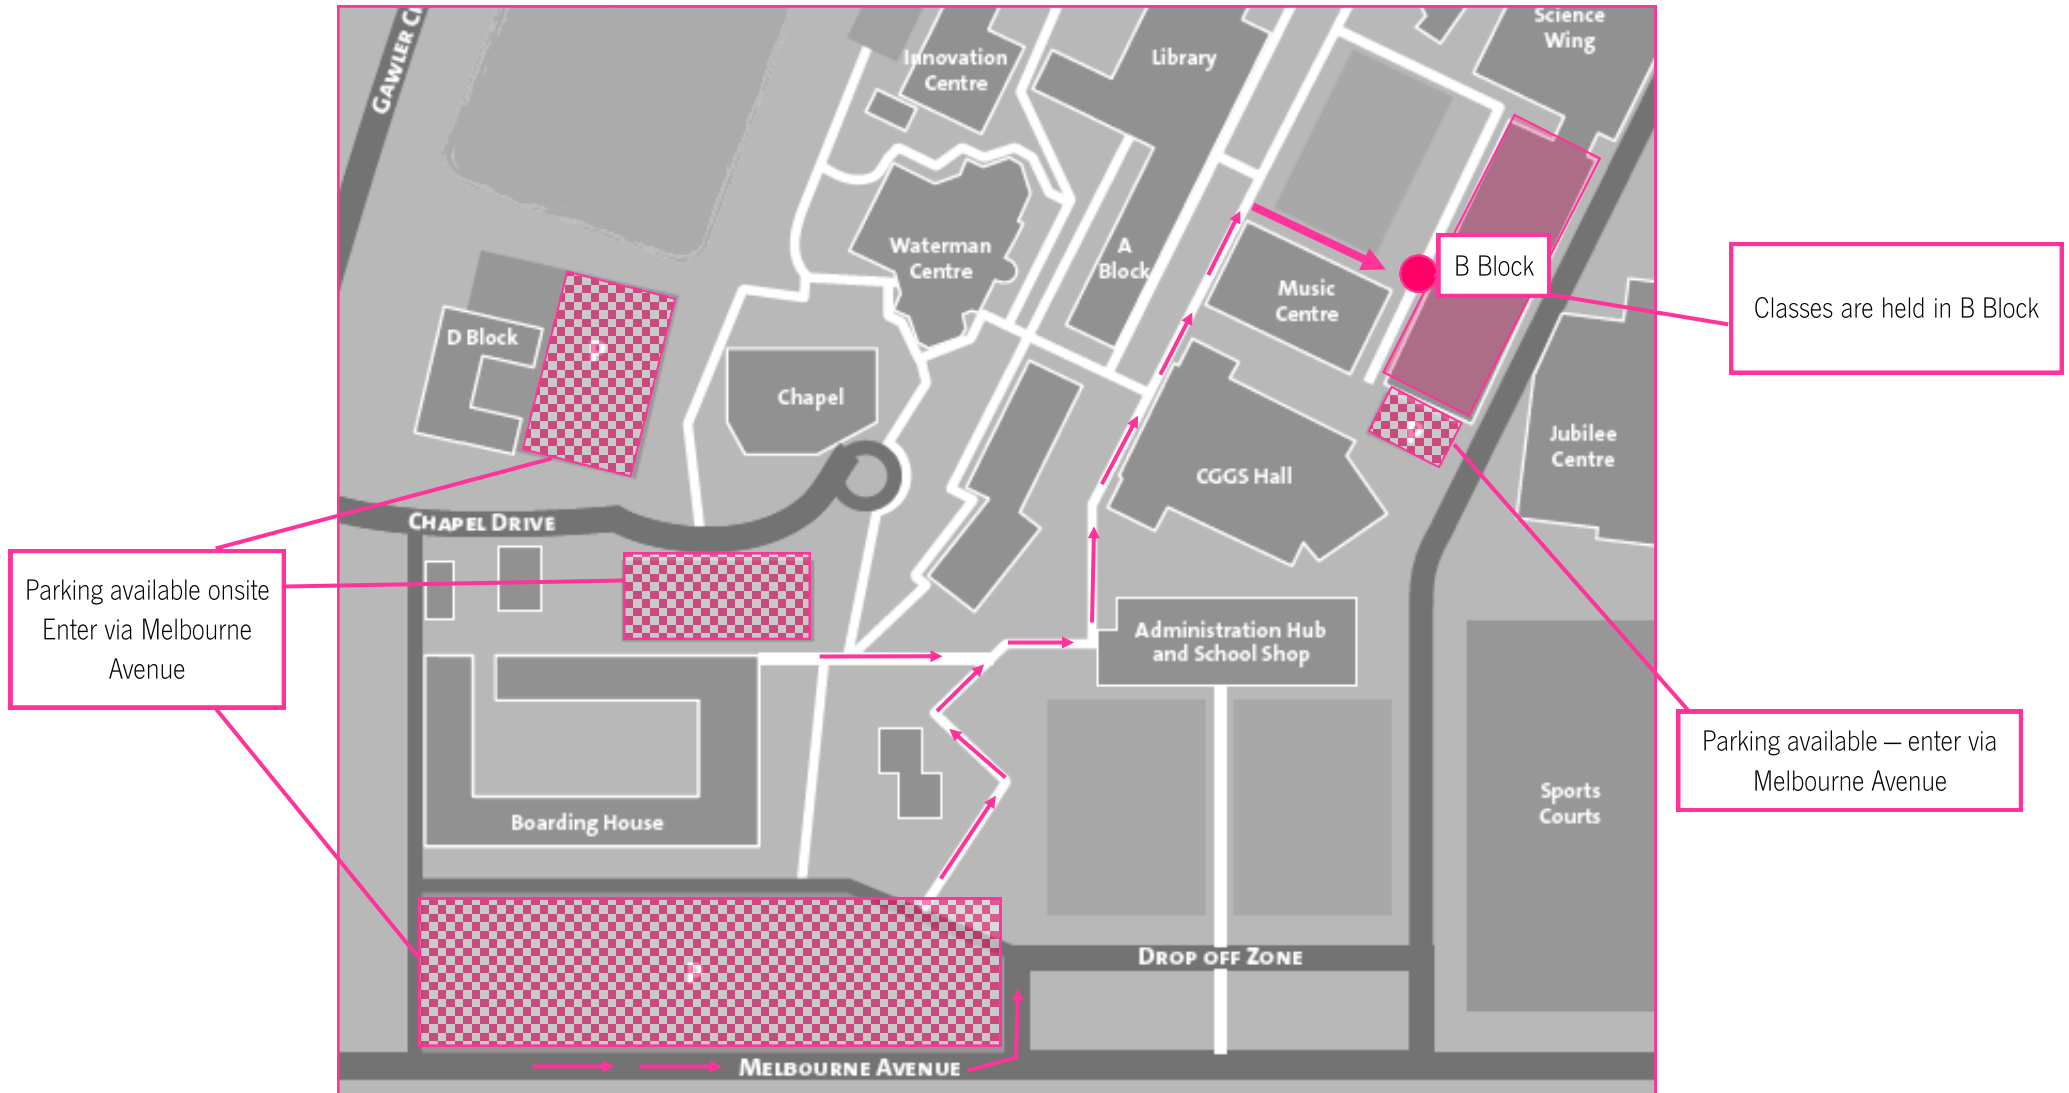 GAWLER C
Innovation
Centre
Library
Science
Wing
Waterman
Centre
A
Block
Music
Centre
B Block
Classes are held in B Block
D Block
P
Chapel
CGGS Hall
P
Jubilee
Centre
CHAPEL DRIVE
Parking available onsite
Enter via Melbourne
Avenue
Administration Hub
and School Shop
Parking available — enter via
Melbourne Avenue
Boarding House
Sports
Courts
P
DROP OFF ZONE
MELBOURNE AVENUE